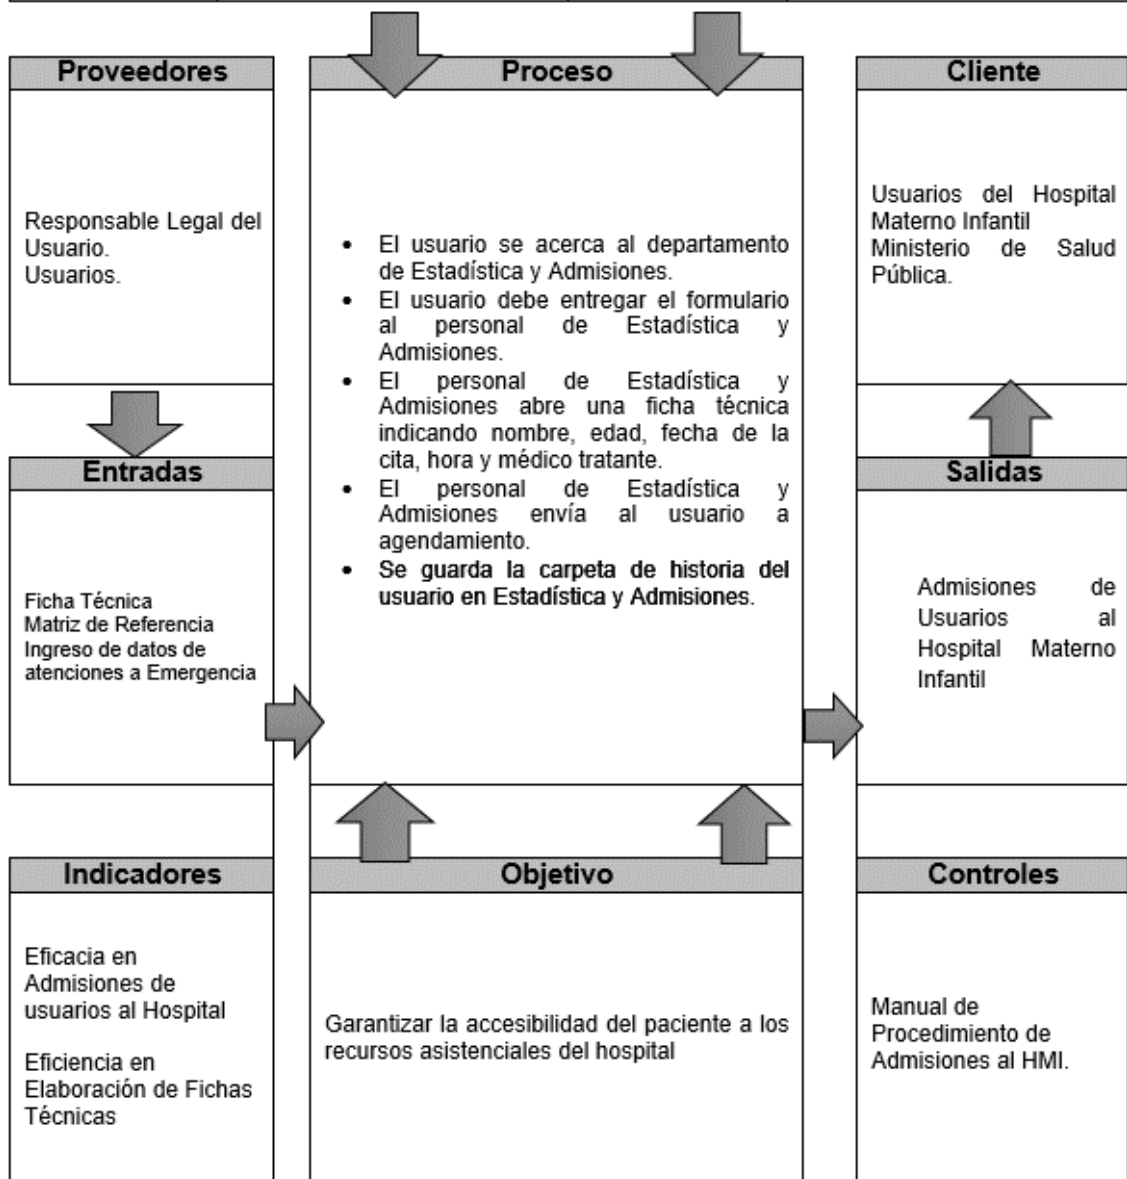 Proveedores
Responsable Legal del
Usuario.
Usuarios.
Entradas
Ficha Técnica
Matriz de Referencia
Ingreso de datos de
atenciones a Emergencia
Indicadores
Eficacia en
Admisiones de
usuarios al Hospital
Eficiencia en
Elaboración de Fichas
Técnicas
Proceso
• El usuario se acerca al departamento
de Estadística y Admisiones.
• El usuario debe entregar el formulario
al personal de Estadística y
Admisiones.
• El personal de Estadística y
Admisiones abre una ficha técnica
indicando nombre, edad, fecha de la
cita, hora y médico tratante.
• El personal de Estadística y
Admisiones envía al usuario a
agendamiento.
• Se guarda la carpeta de historia del
usuario en Estadística y Admisiones.
Objetivo
Garantizar la accesibilidad del paciente a los
recursos asistenciales del hospital
Cliente
Usuarios del Hospital
Materno Infantil
Ministerio de Salud
Pública.
Salidas
Admisiones de
Usuarios al
Hospital Materno
Infantil
Controles
Manual de
Procedimiento de
Admisiones al HMI.